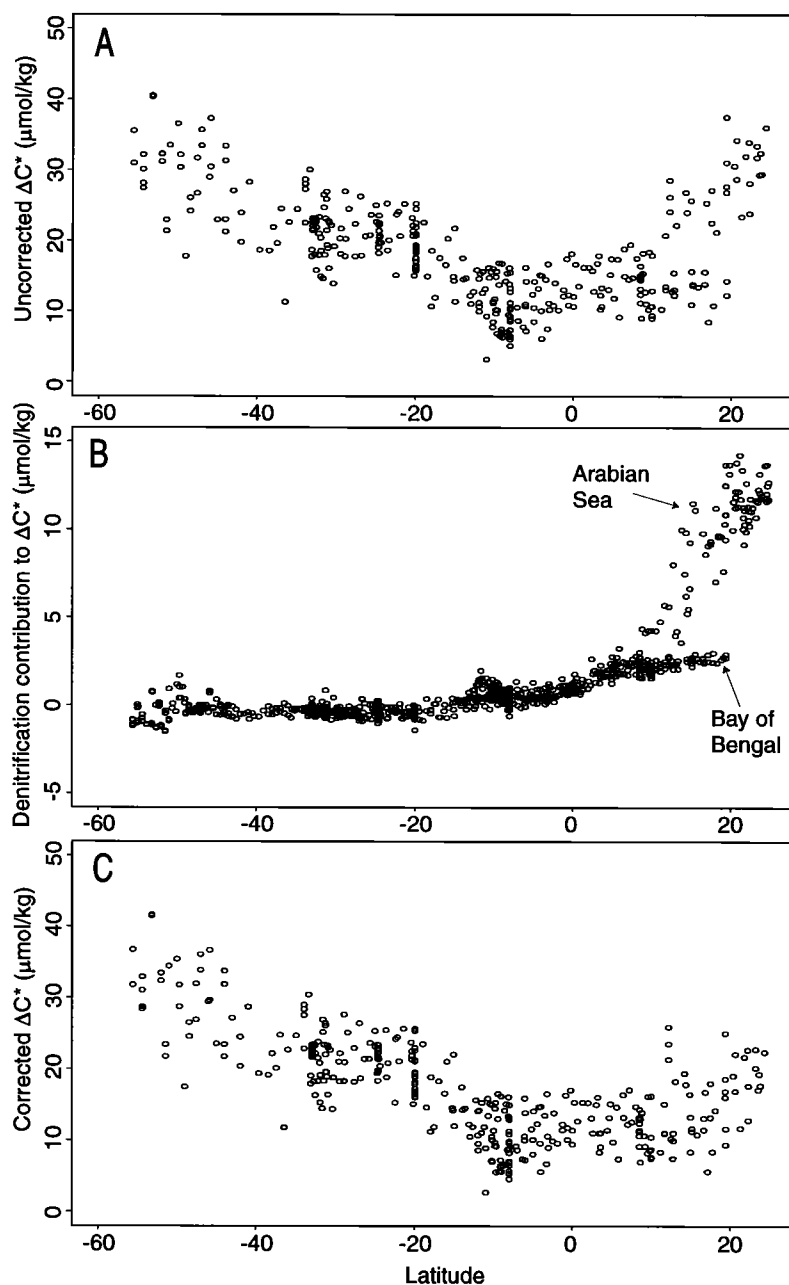 A
Uncorrected ΔC* (μmol/kg)
50
40
30
20
10
0
-60
-40
-20
0
20
B
Denitrification contribution to ΔC* (μmol/kg)
15
10
5
0
-5
Arabian
Sea
Bay of
Bengal
-60
-40
-20
0
20
C
Corrected ΔC* (μmol/kg)
50
40
30
20
10
0
-60
-40
-20
0
20
Latitude